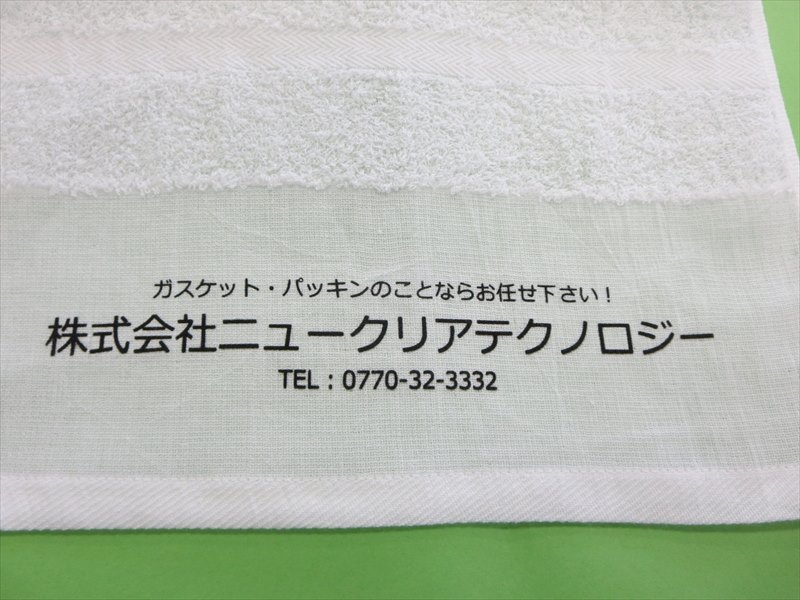 ガスケット・パッキンのことならお任せ下さい！
株式会社ニュークリアテクノロジー
TEL：0770-32-3332